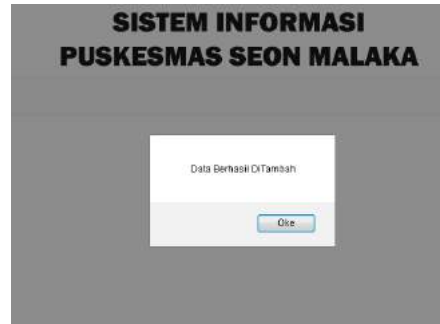 SISTEM INFORMASI
PUSKESMAS SEON MALAKA
Data Berhasil DiTambah
Oke